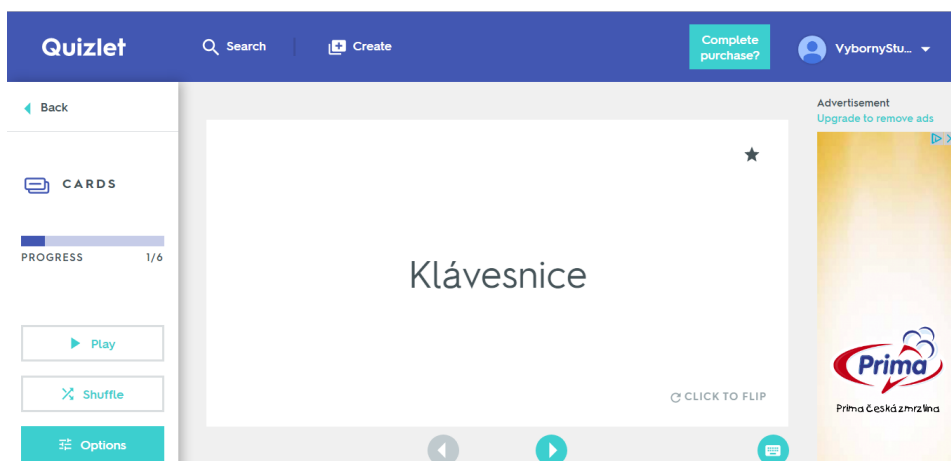 Quizlet
Search
Create
Complete
purchase?
VybornyStu...
Back
CARDS
PROGRESS 1/6
Play
Shuffle
Options
Klávesnice
CLICK TO FLIP
Advertisement
Upgrade to remove ads
Prima
Prima Česká zmrzlina